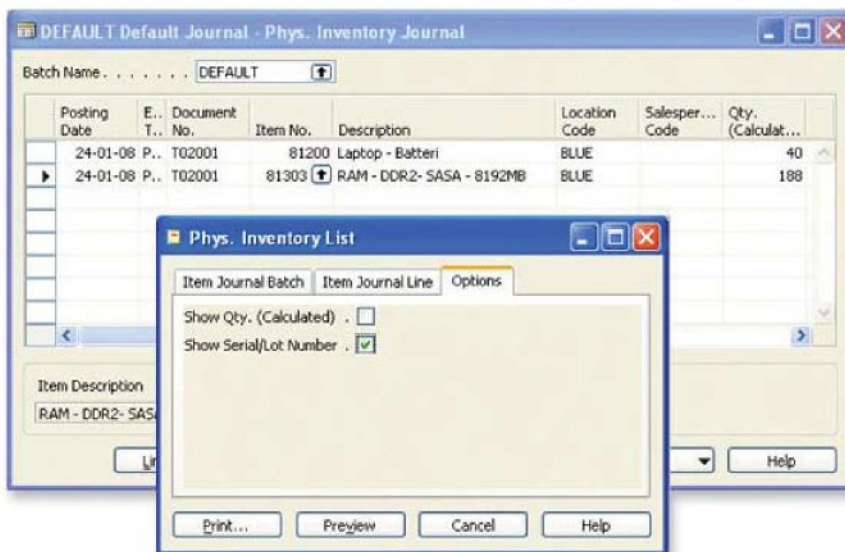 DEFAULT Default Journal - Phys. Inventory Journal
Batch Name . . . . . . . DEFAULT
Posting Date E.. T.. Document No. Item No. Description Location Code Salesper... Code Qty. (Calculat...
24-01-08 P.. T02001 81200 Laptop - Batteri BLUE 40
24-01-08 P.. T02001 81303 RAM - DDR2- SASA - 8192MB BLUE 188
Phys. Inventory List
Item Journal Batch Item Journal Line Options
Show Qty. (Calculated) .
Show Serial/Lot Number .
Item Description
RAM - DDR2- SAS
Help
Print... Preview Cancel Help